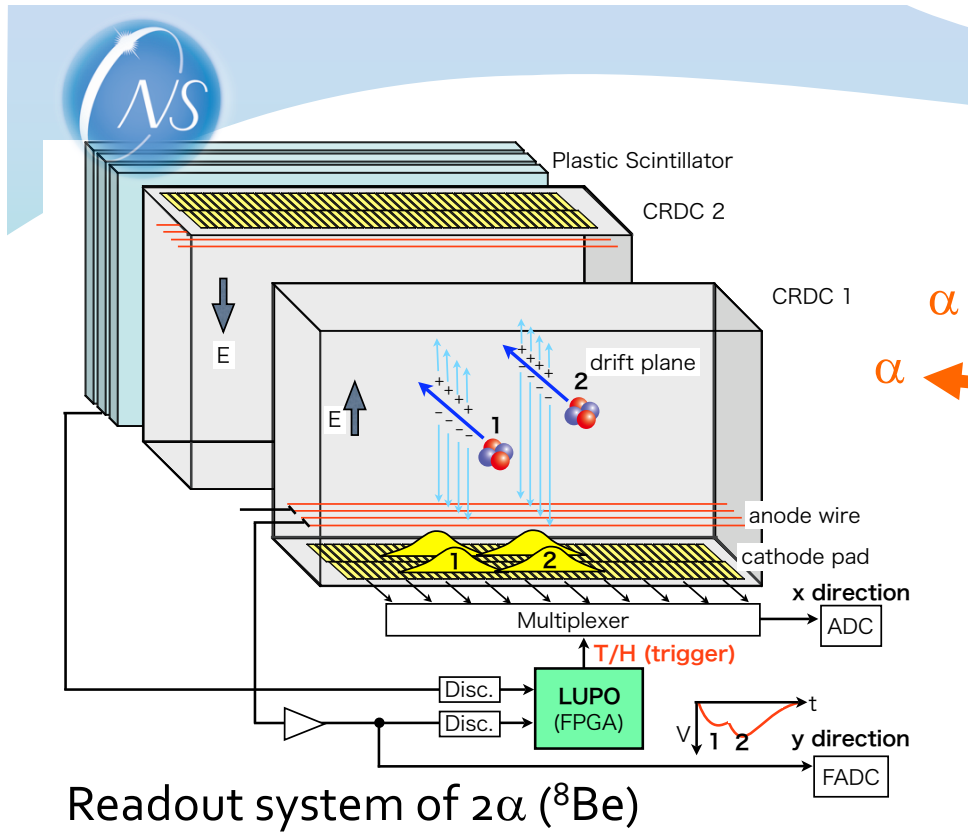 CNS
Plastic Scintillator
CRDC 2
CRDC 1
α
E
drift plane
α
2
E
1
anode wire
cathode pad
1 2
x direction
Multiplexer
ADC
T/H (trigger)
Disc.
LUPO
(FPGA)
t
Disc.
V 1 2
y direction
FADC
Readout system of 2α (⁸Be)